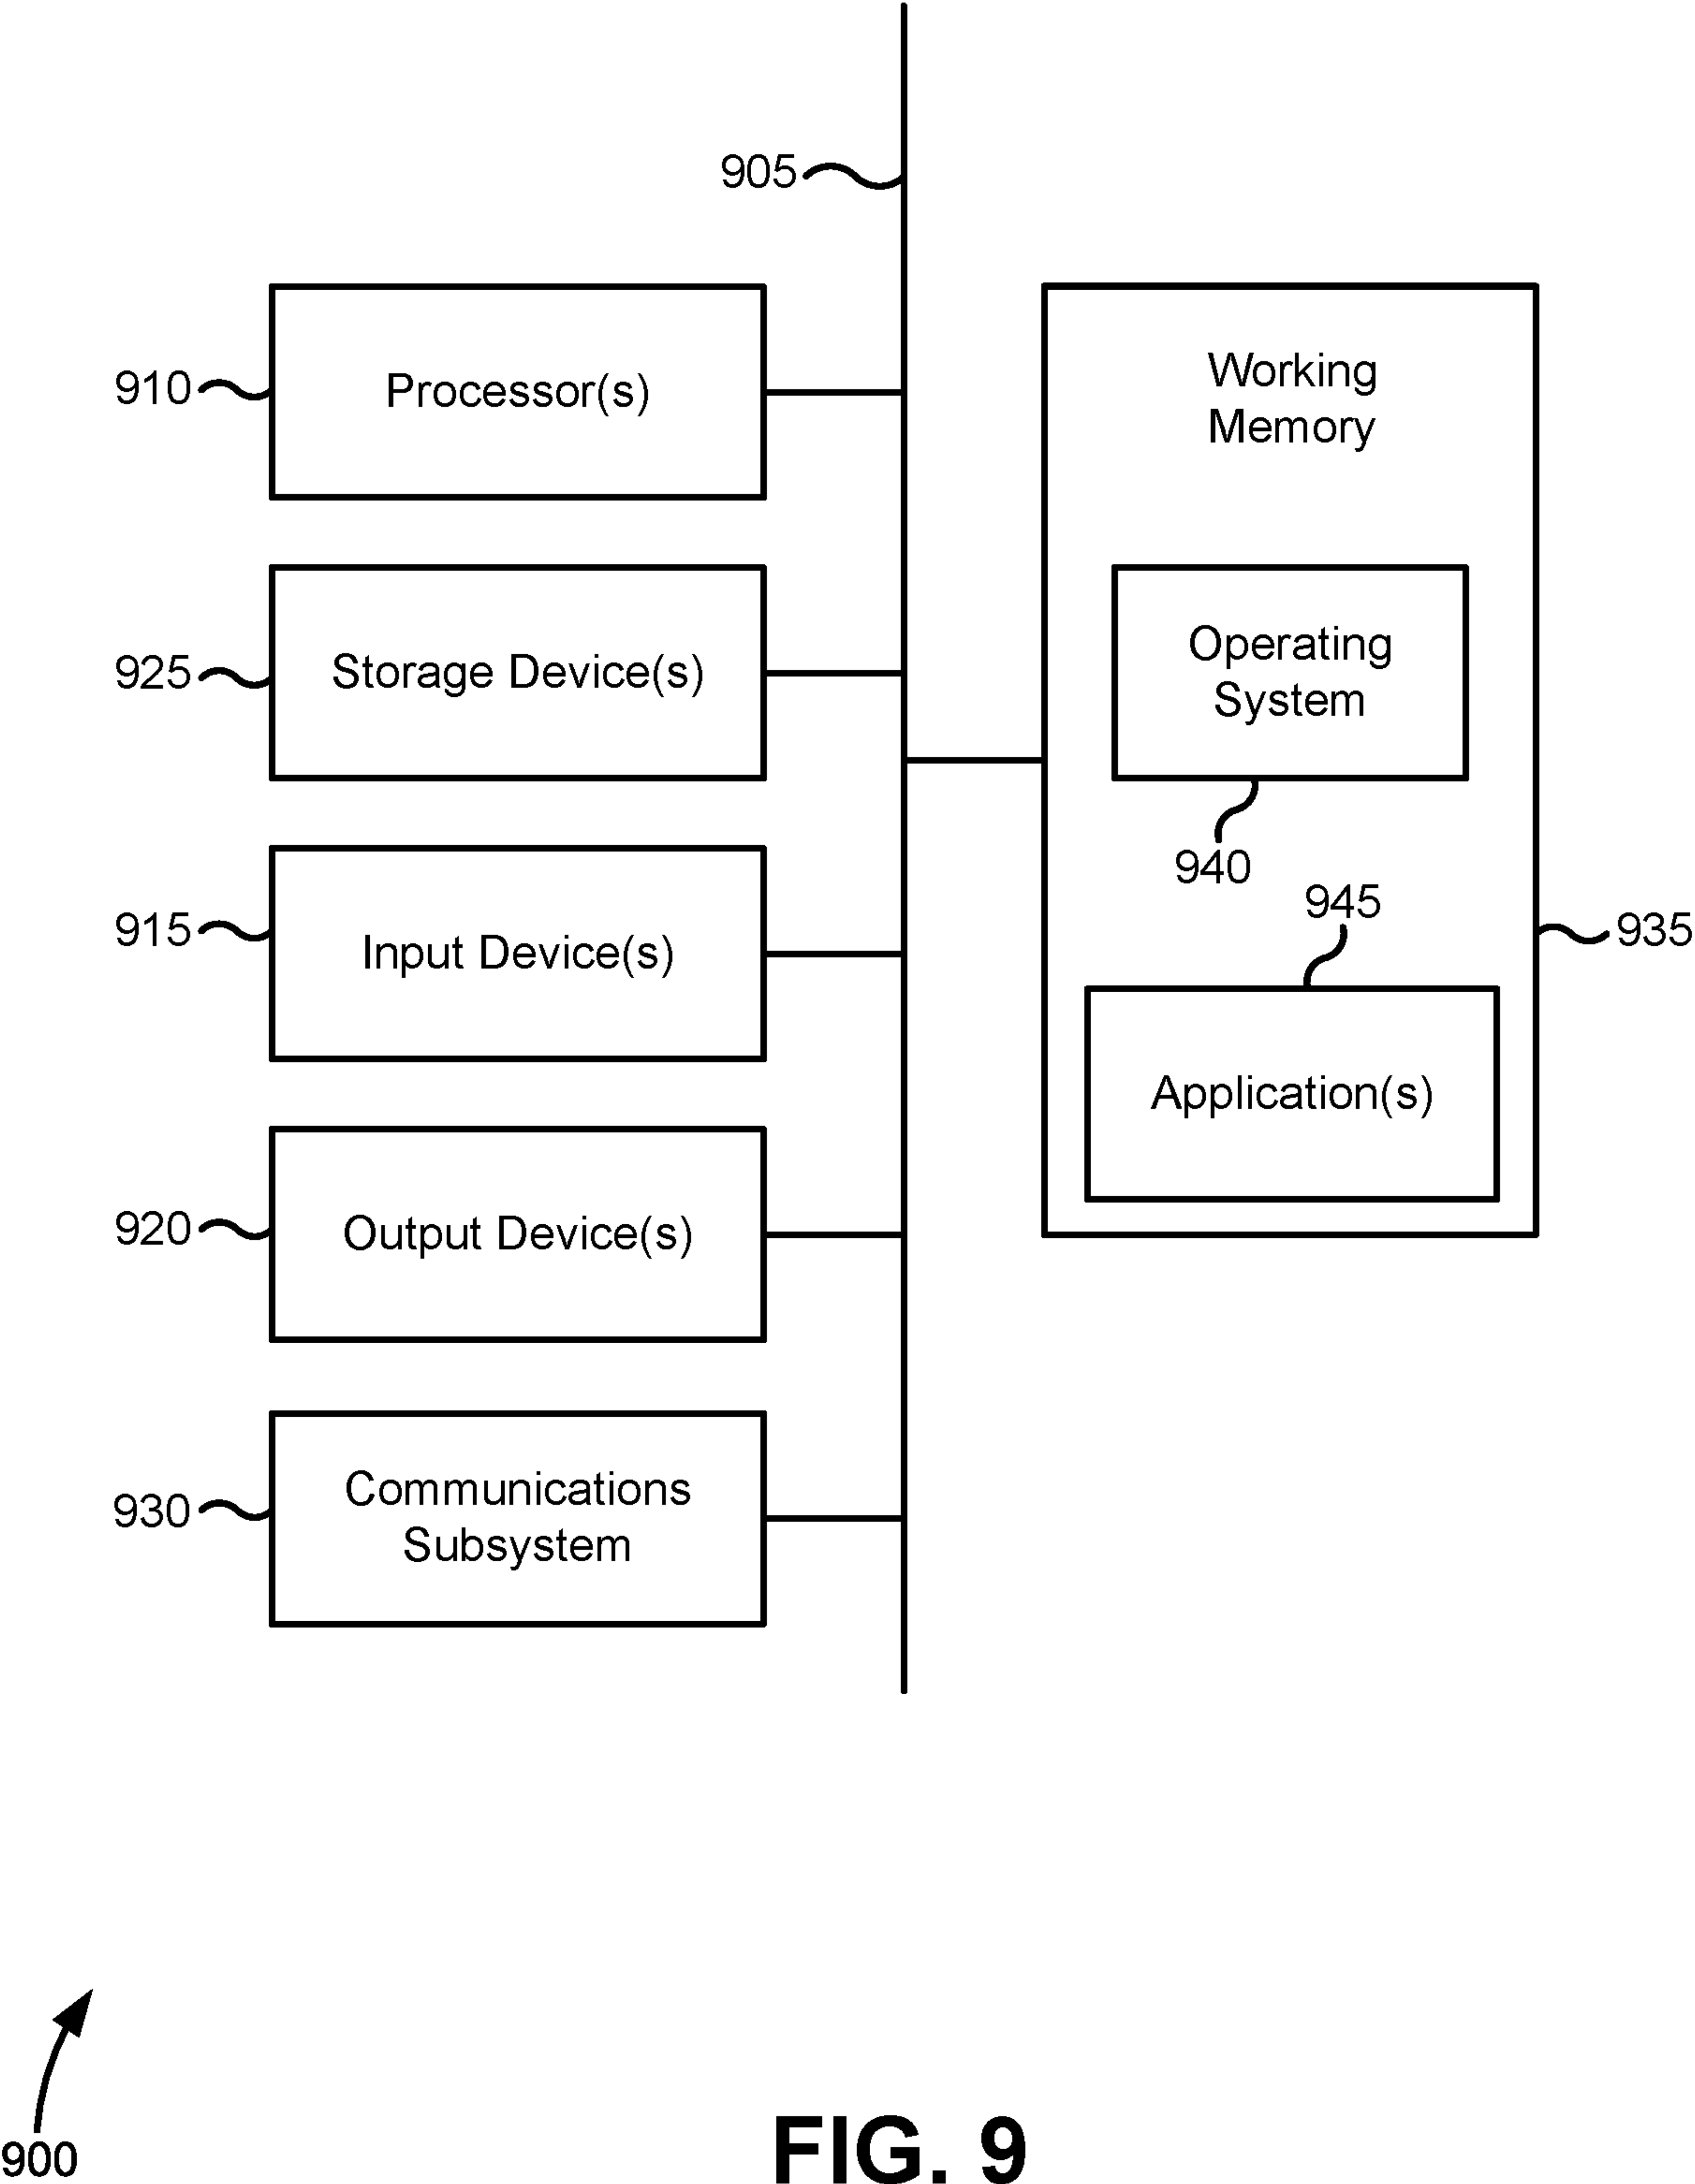 905
910
Processor(s)
Working
Memory
925
Storage Device(s)
Operating
System
940
945
915
Input Device(s)
935
Application(s)
920
Output Device(s)
930
Communications
Subsystem
900
FIG. 9